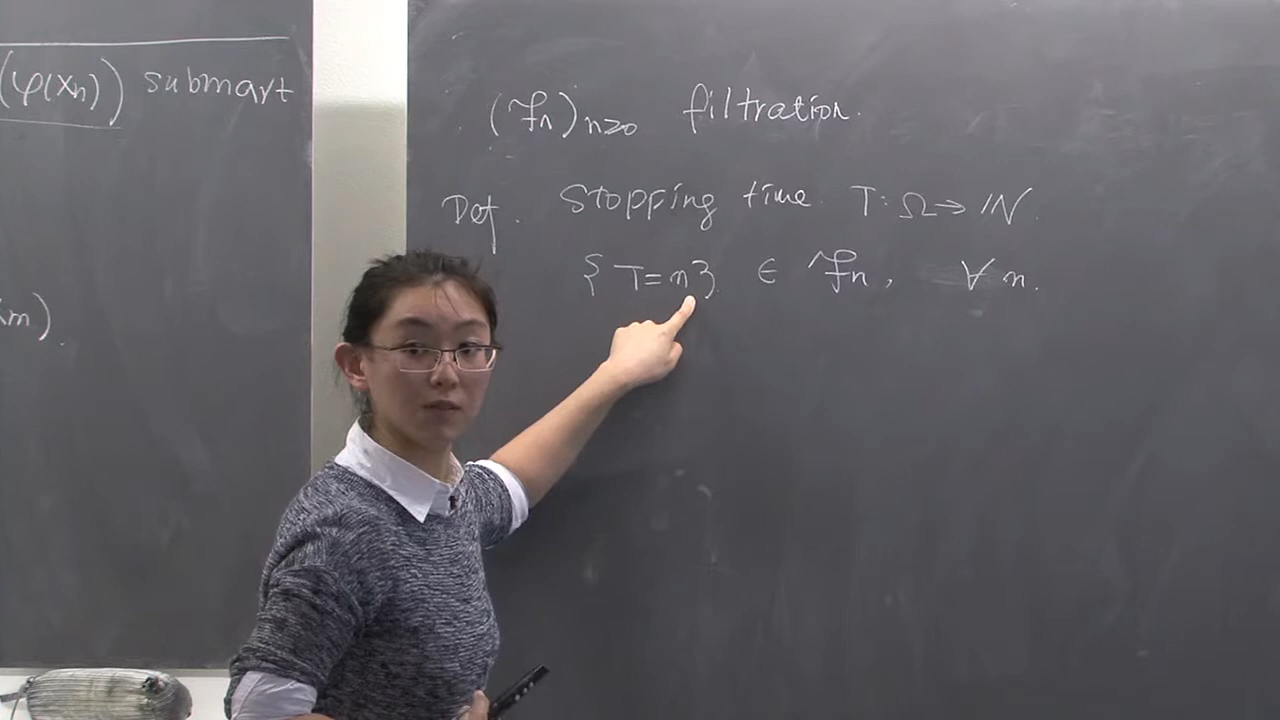 (φ(Xn)) submart
m).
(ℱn)n≥0 filtration.
Def. Stopping time T: Ω → ℕ.
{T=n} ∈ ℱn, ∀ n.